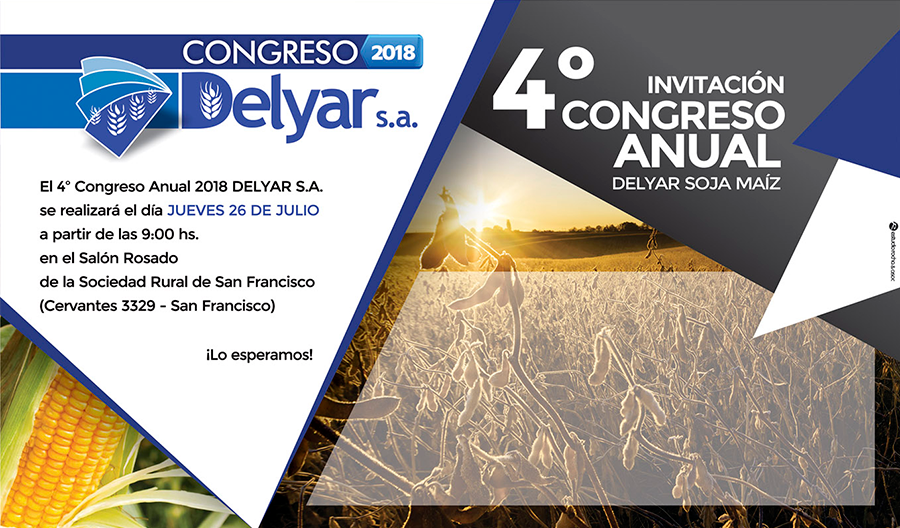 CONGRESO 2018
Delyar s.a.
El 4° Congreso Anual 2018 DELYAR S.A.
se realizará el día JUEVES 26 DE JULIO
a partir de las 9:00 hs.
en el Salón Rosado
de la Sociedad Rural de San Francisco
(Cervantes 3329 - San Francisco)
¡Lo esperamos!
4°
INVITACIÓN
CONGRESO
ANUAL
DELYAR SOJA MAÍZ